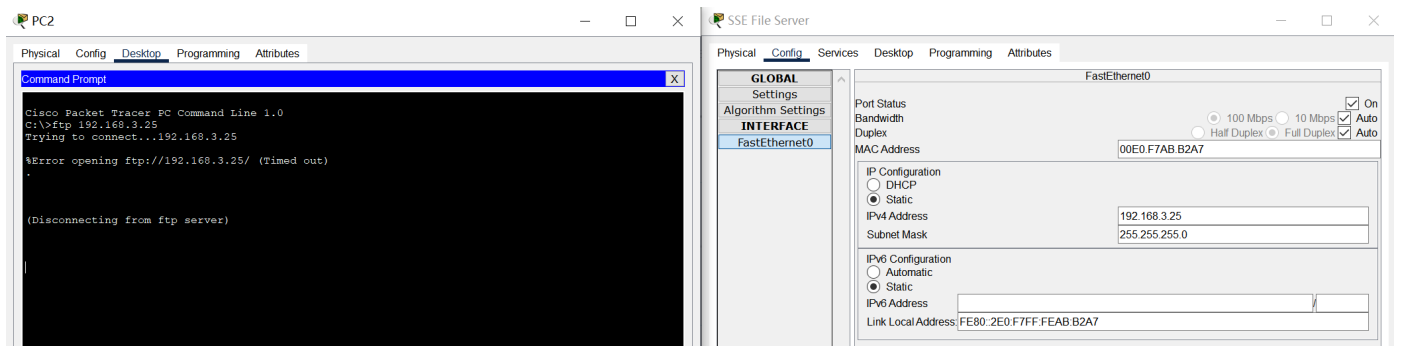 PC2
Physical Config Desktop Programming Attributes
Command Prompt
X
Cisco Packet Tracer PC Command Line 1.0
C:\>ftp 192.168.3.25
Trying to connect...192.168.3.25
%Error opening ftp://192.168.3.25/ (Timed out)
.
(Disconnecting from ftp server)
SSE File Server
Physical Config Services Desktop Programming Attributes
GLOBAL
Settings
Algorithm Settings
INTERFACE
FastEthernet0
FastEthernet0
Port Status On
Bandwidth 100 Mbps 10 Mbps Auto
Duplex Half Duplex Full Duplex Auto
MAC Address 00E0.F7AB.B2A7
IP Configuration
DHCP
Static
IPv4 Address 192.168.3.25
Subnet Mask 255.255.255.0
IPv6 Configuration
Automatic
Static
IPv6 Address /
Link Local Address: FE80::2E0:F7FF:FEAB:B2A7